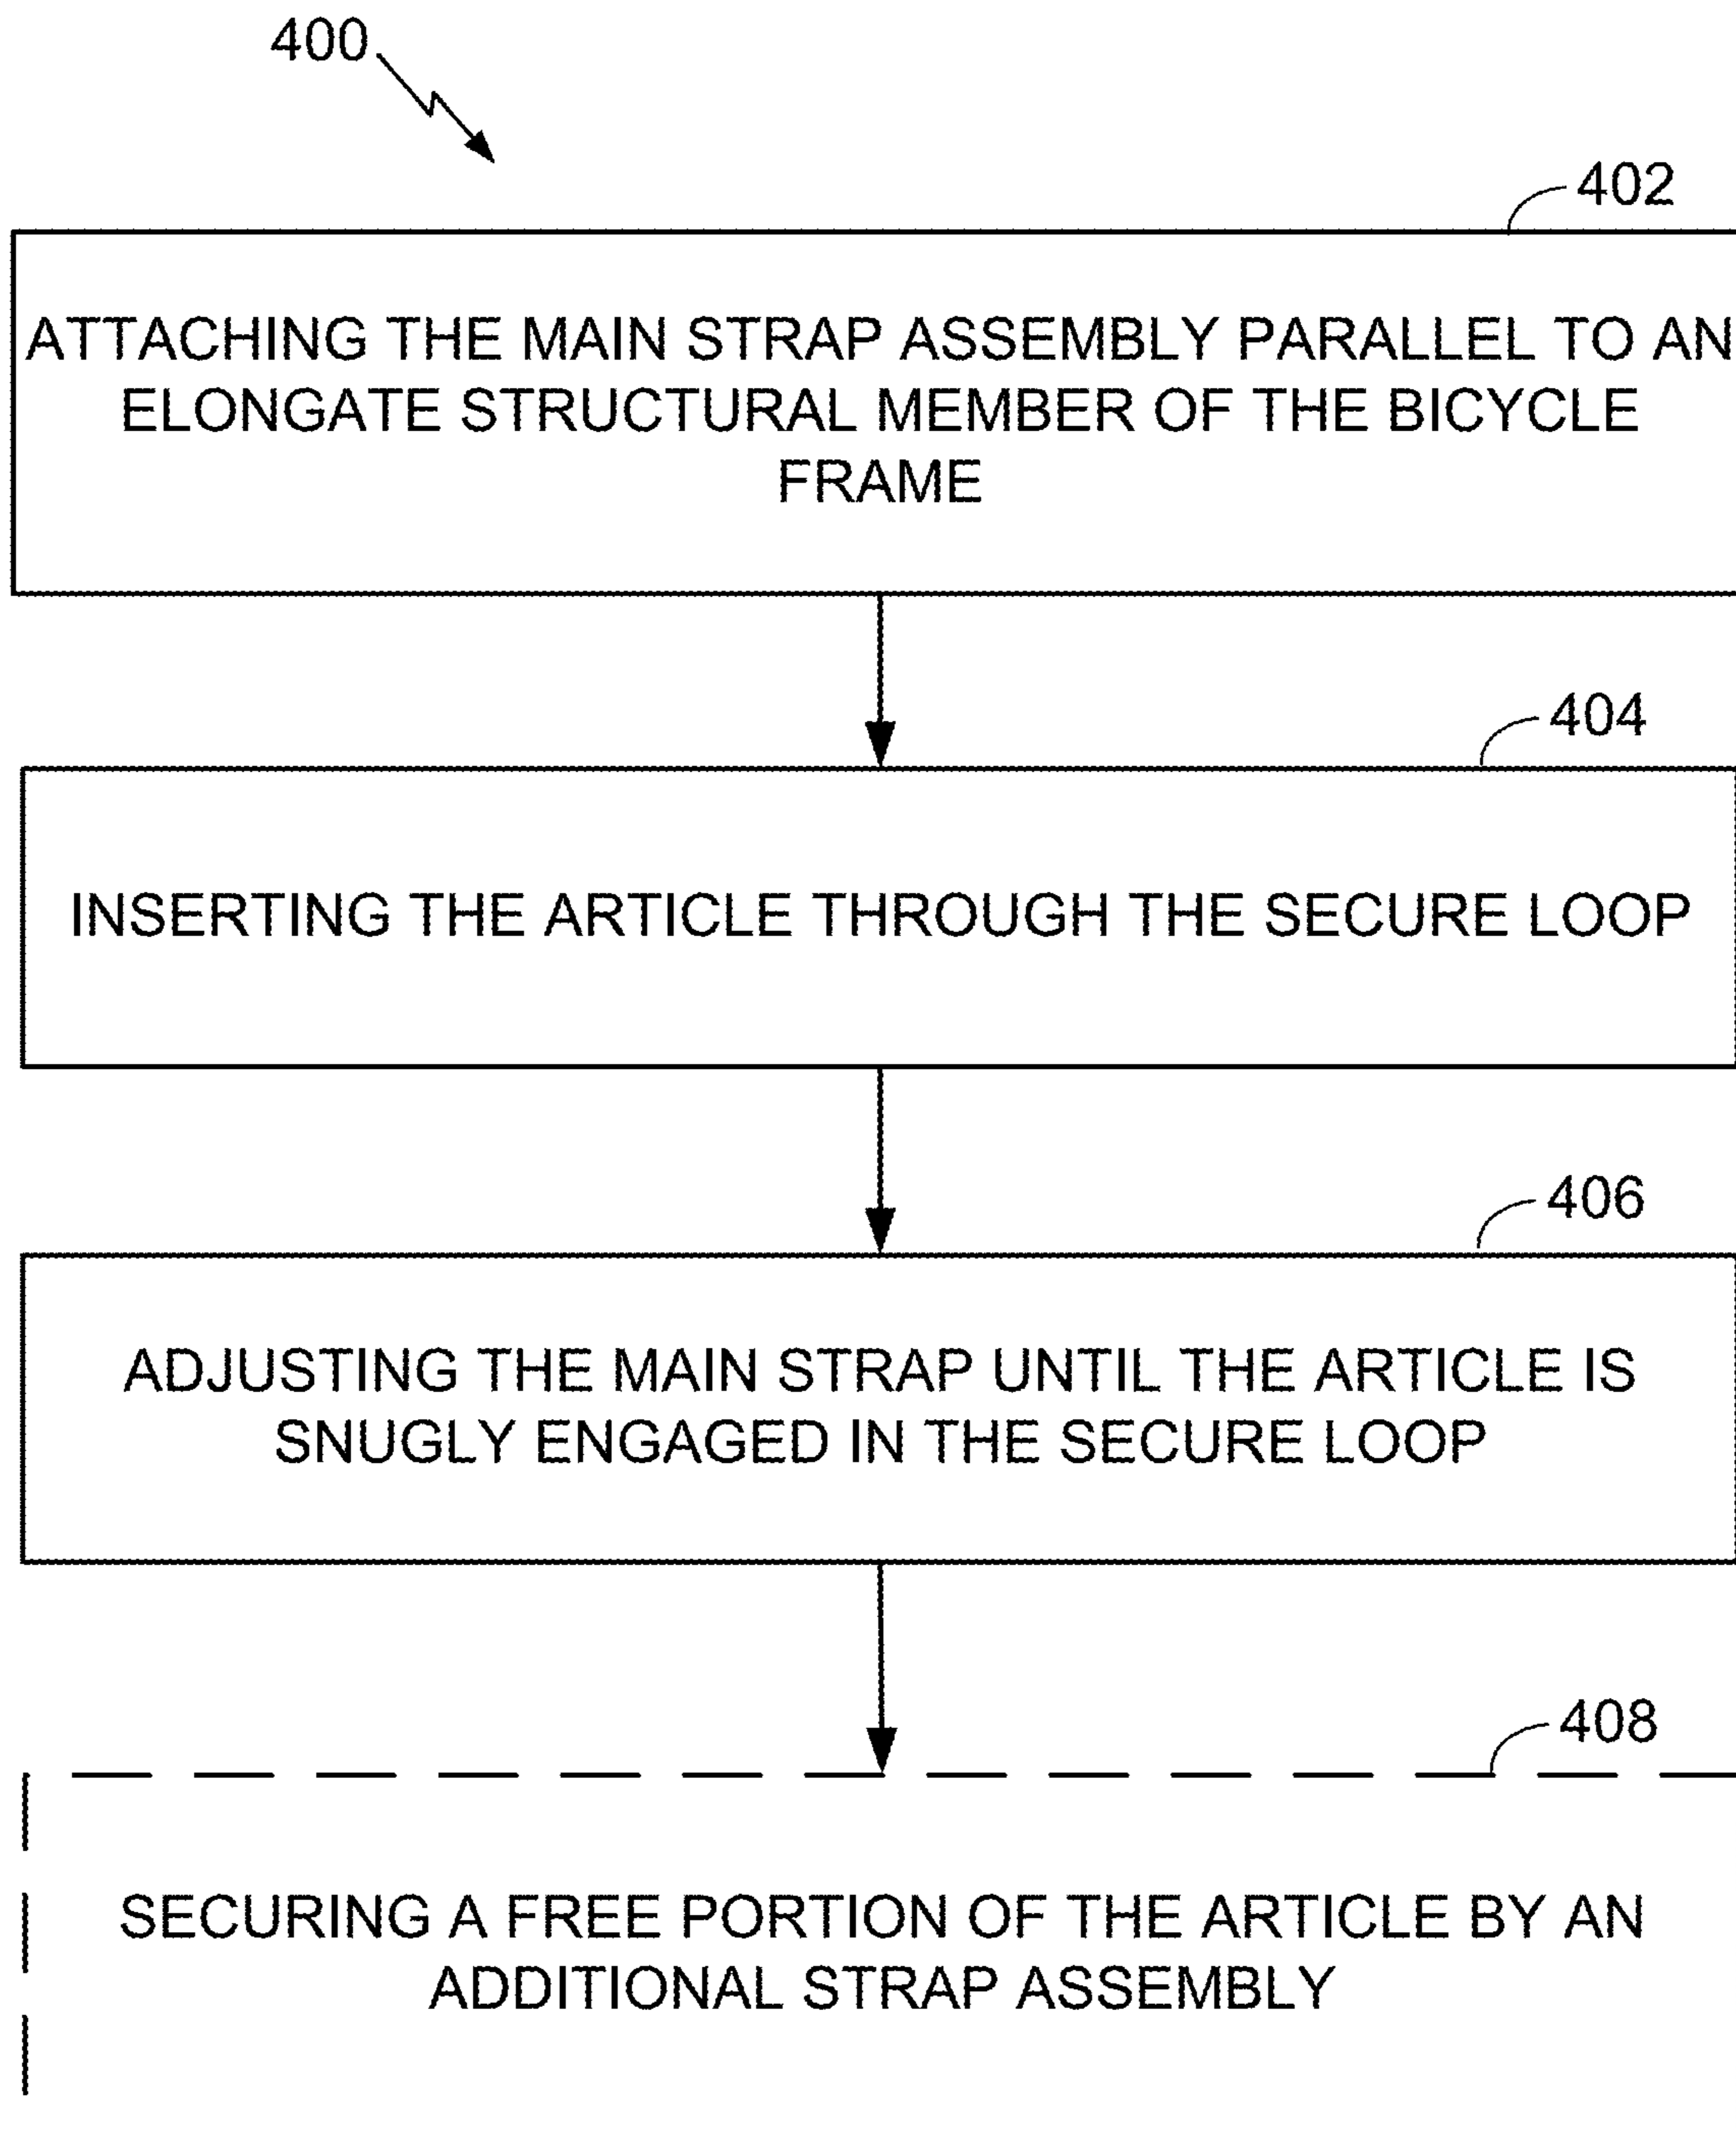 400
402
ATTACHING THE MAIN STRAP ASSEMBLY PARALLEL TO AN
ELONGATE STRUCTURAL MEMBER OF THE BICYCLE
FRAME
404
INSERTING THE ARTICLE THROUGH THE SECURE LOOP
406
ADJUSTING THE MAIN STRAP UNTIL THE ARTICLE IS
SNUGLY ENGAGED IN THE SECURE LOOP
408
SECURING A FREE PORTION OF THE ARTICLE BY AN
ADDITIONAL STRAP ASSEMBLY